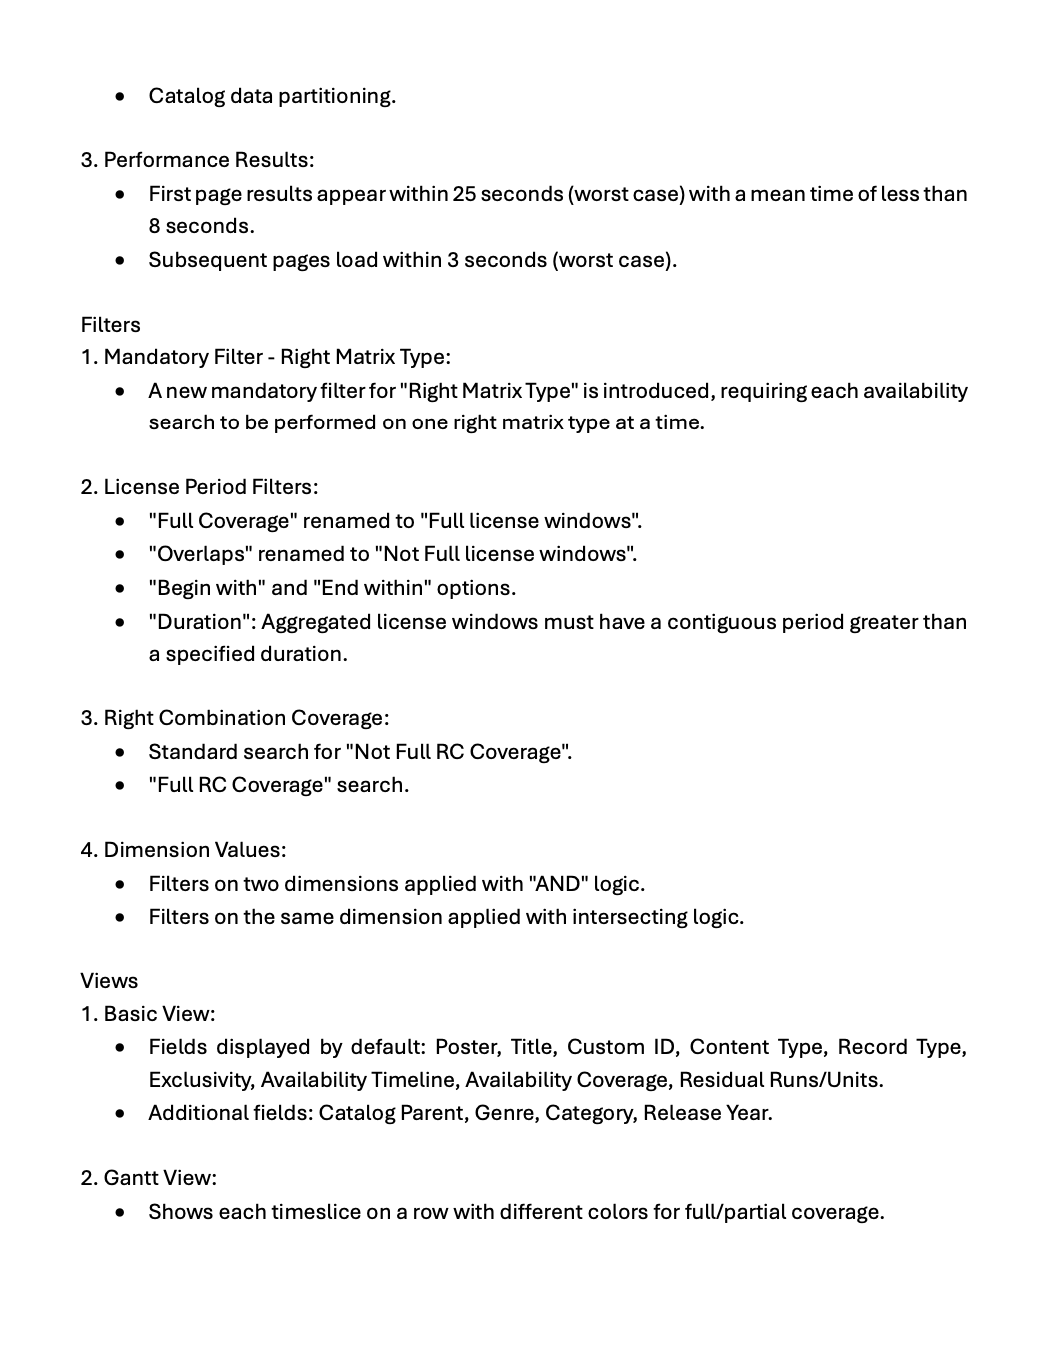 • Catalog data partitioning.
3. Performance Results:
• First page results appear within 25 seconds (worst case) with a mean time of less than
8 seconds.
• Subsequent pages load within 3 seconds (worst case).
Filters
1. Mandatory Filter - Right Matrix Type:
• A new mandatory filter for "Right Matrix Type" is introduced, requiring each availability
search to be performed on one right matrix type at a time.
2. License Period Filters:
• "Full Coverage" renamed to "Full license windows".
• "Overlaps" renamed to "Not Full license windows".
• "Begin with" and "End within" options.
• "Duration": Aggregated license windows must have a contiguous period greater than
a specified duration.
3. Right Combination Coverage:
• Standard search for "Not Full RC Coverage".
• "Full RC Coverage" search.
4. Dimension Values:
• Filters on two dimensions applied with "AND" logic.
• Filters on the same dimension applied with intersecting logic.
Views
1. Basic View:
• Fields displayed by default: Poster, Title, Custom ID, Content Type, Record Type,
Exclusivity, Availability Timeline, Availability Coverage, Residual Runs/Units.
• Additional fields: Catalog Parent, Genre, Category, Release Year.
2. Gantt View:
• Shows each timeslice on a row with different colors for full/partial coverage.